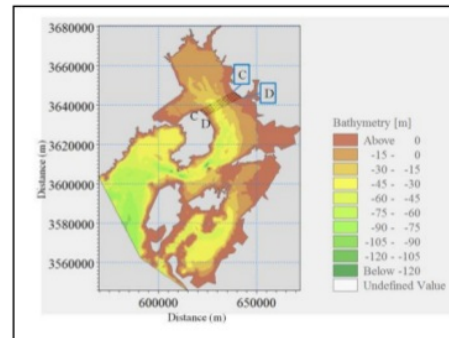 3680000
3660000
3640000
3620000
3600000
3580000
3560000
Distance (m)
C
D
C
D
600000 650000
Distance (m)
Bathymetry [m]
Above 0
-15 - 0
-30 - -15
-45 - -30
-60 - -45
-75 - -60
-90 - -75
-105 - -90
-120 - -105
Below -120
Undefined Value